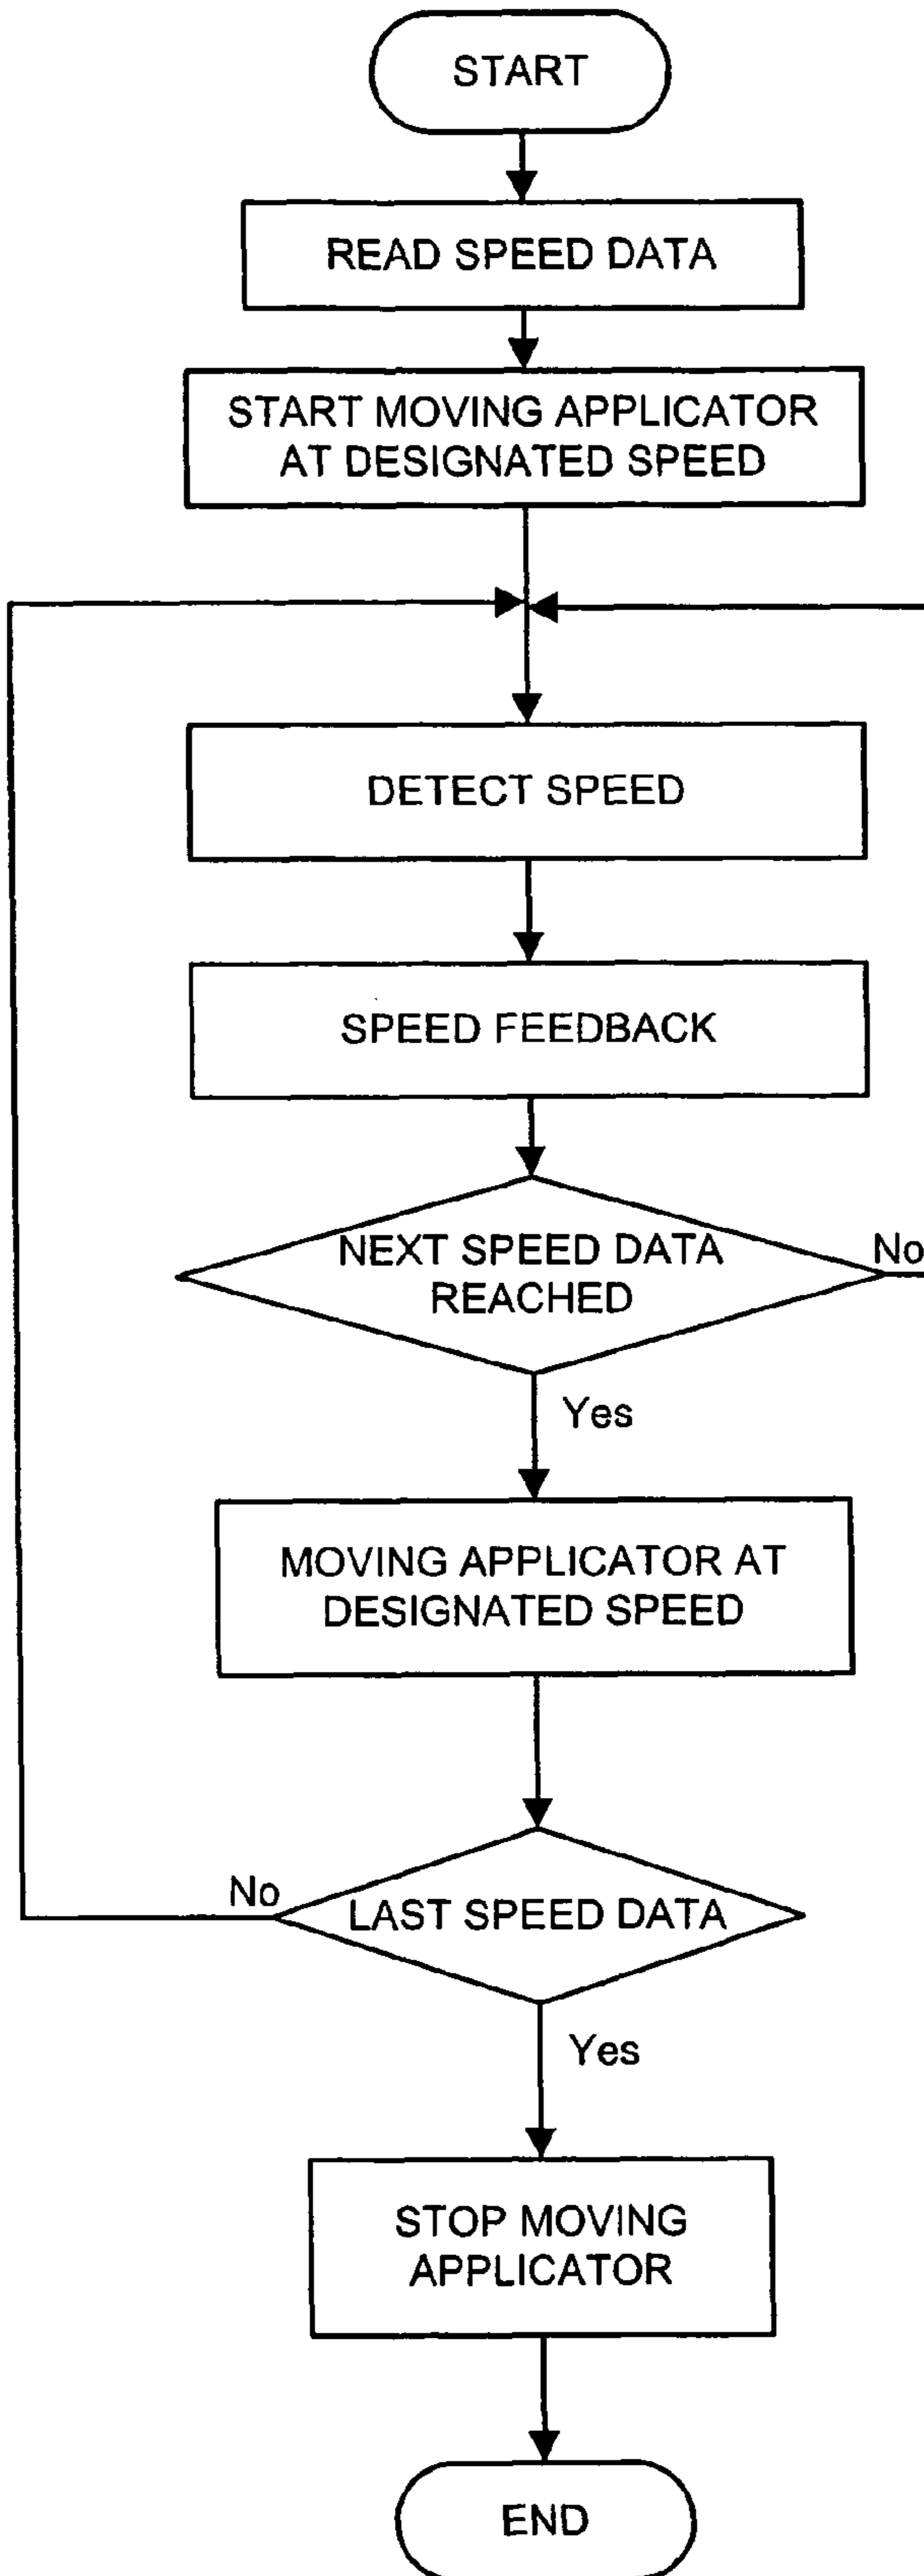 START
READ SPEED DATA
START MOVING APPLICATOR
AT DESIGNATED SPEED
DETECT SPEED
SPEED FEEDBACK
NEXT SPEED DATA
REACHED
No
Yes
MOVING APPLICATOR AT
DESIGNATED SPEED
No
LAST SPEED DATA
Yes
STOP MOVING
APPLICATOR
END